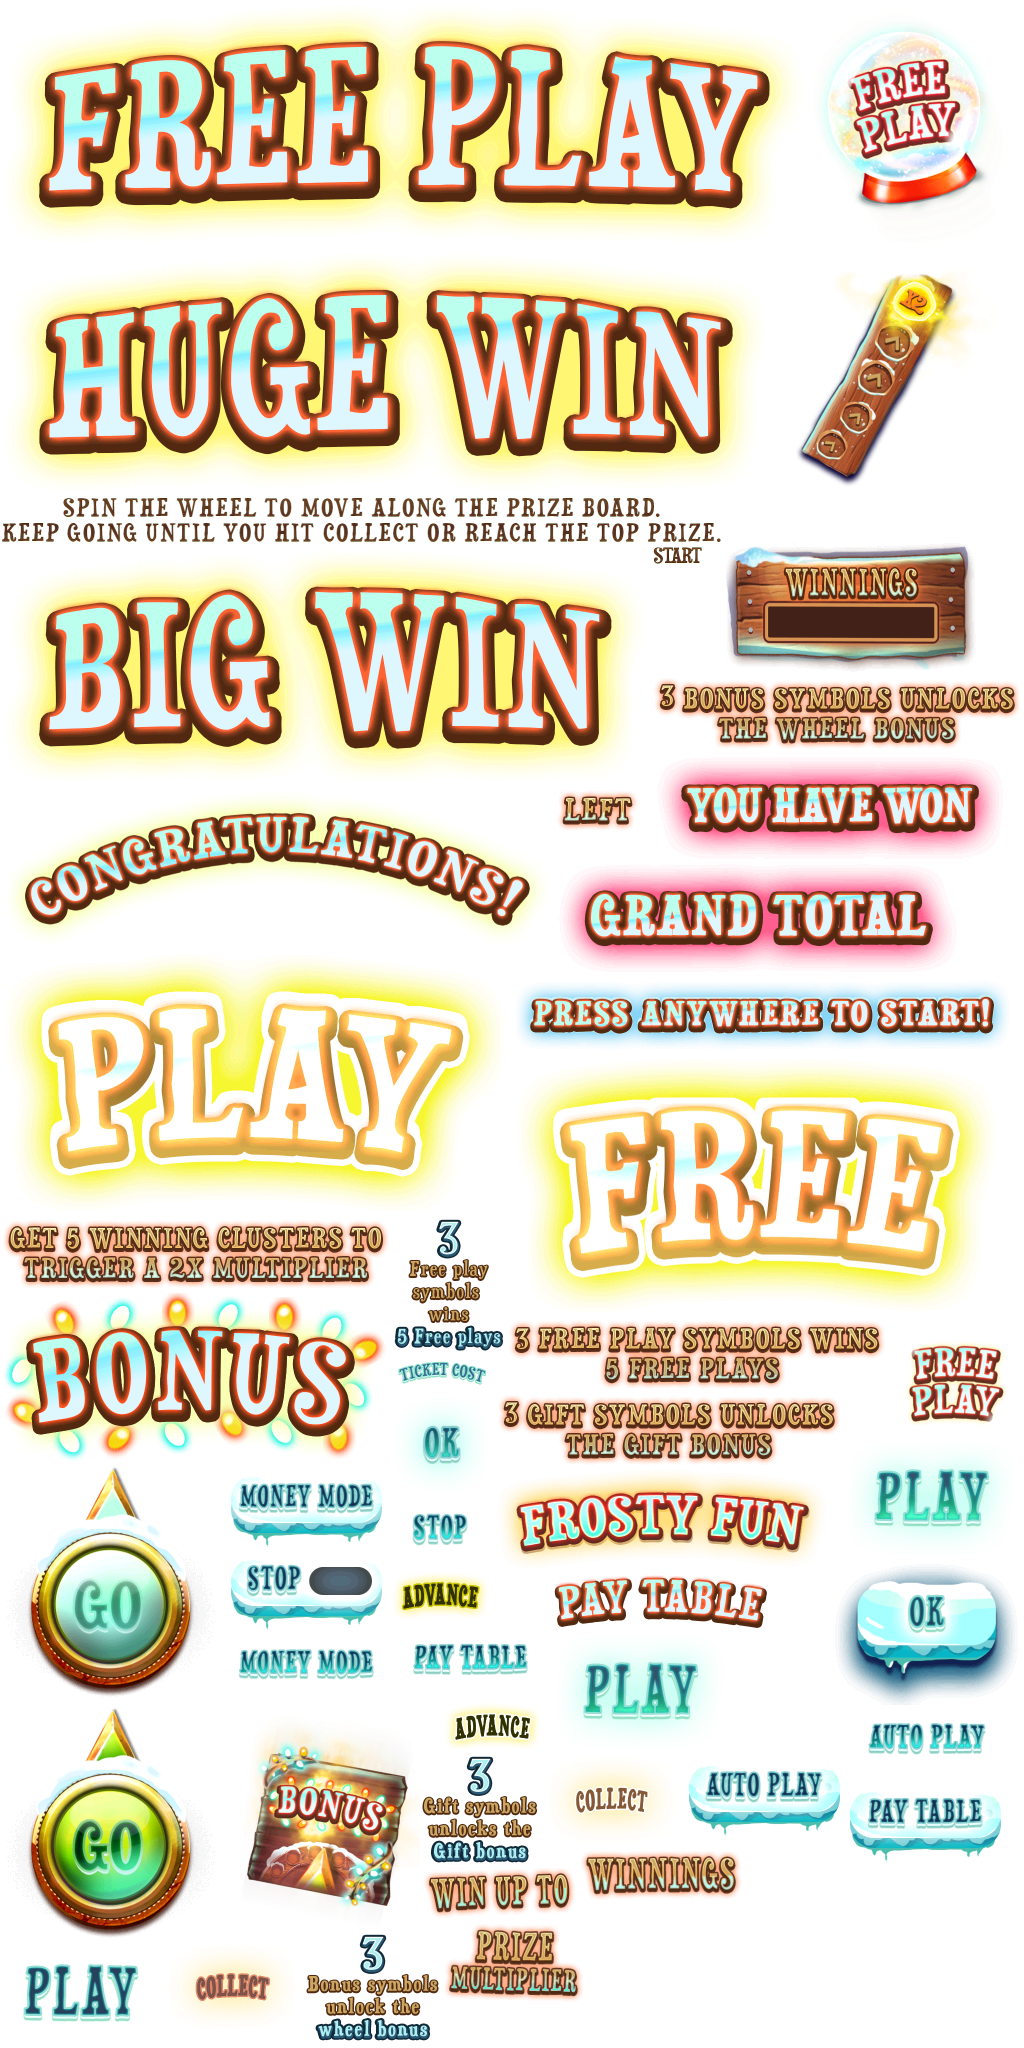 FREE PLAY
FREE
PLAY
HUGE WIN
X2
SPIN THE WHEEL TO MOVE ALONG THE PRIZE BOARD.
KEEP GOING UNTIL YOU HIT COLLECT OR REACH THE TOP PRIZE.
START
WINNINGS
BIG WIN
3 BONUS SYMBOLS UNLOCKS
THE WHEEL BONUS
LEFT
YOU HAVE WON
CONGRATULATIONS!
GRAND TOTAL
PRESS ANYWHERE TO START!
PLAY
FREE
GET 5 WINNING CLUSTERS TO
TRIGGER A 2X MULTIPLIER
3
Free play
symbols
wins
5 Free plays
BONUS
TICKET COST
3 FREE PLAY SYMBOLS WINS
5 FREE PLAYS
FREE
PLAY
3 GIFT SYMBOLS UNLOCKS
THE GIFT BONUS
OK
PLAY
MONEY MODE
STOP
FROSTY FUN
GO
STOP
ADVANCE
PAY TABLE
OK
MONEY MODE
PAY TABLE
PLAY
ADVANCE
AUTO PLAY
GO
BONUS
3
Gift symbols
unlocks the
Gift bonus
COLLECT
AUTO PLAY
PAY TABLE
WIN UP TO
WINNINGS
PLAY
COLLECT
3
Bonus symbols
unlock the
wheel bonus
PRIZE
MULTIPLIER